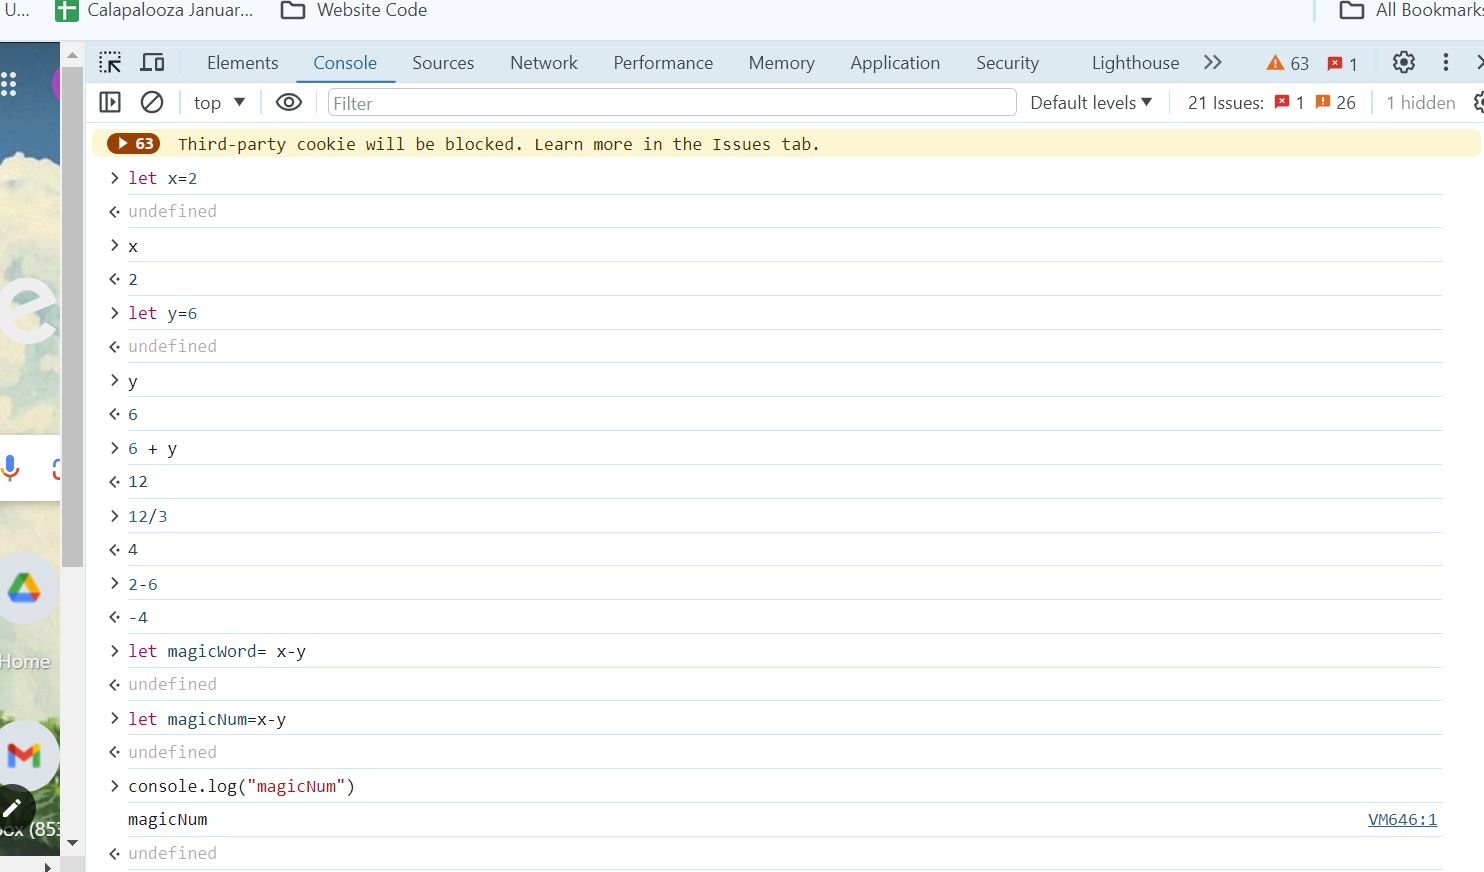 U... Calapalooza Januar... Website Code All Bookmarks
Elements Console Sources Network Performance Memory Application Security Lighthouse 63 1
top Filter Default levels 21 Issues: 1 26 1 hidden
63 Third-party cookie will be blocked. Learn more in the Issues tab.
let x=2
undefined
x
2
let y=6
undefined
y
6
6 + y
12
12/3
4
2-6
-4
let magicWord= x-y
undefined
let magicNum=x-y
undefined
console.log("magicNum")
magicNum VM646:1
undefined
e
Home
(853